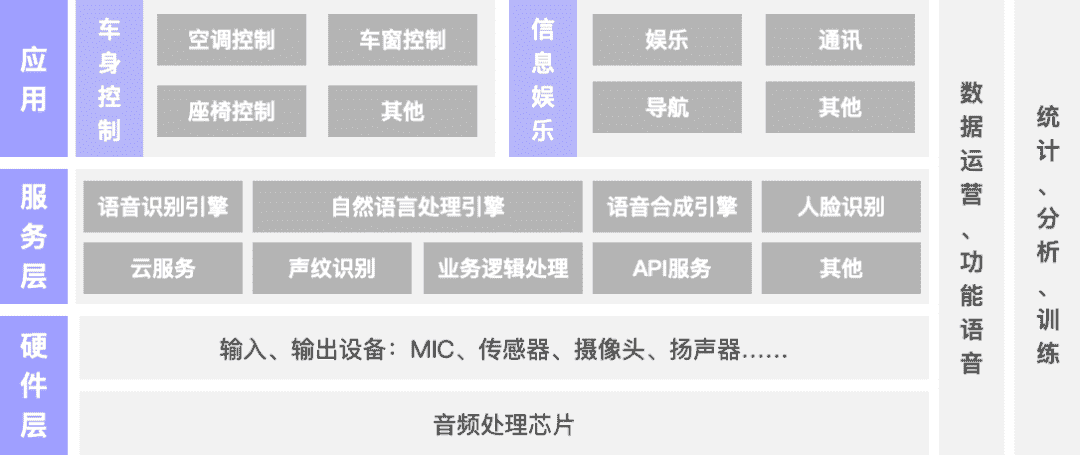 应用
车身控制
空调控制
车窗控制
座椅控制
其他
信息娱乐
娱乐
通讯
导航
其他
服务层
语音识别引擎
自然语言处理引擎
语音合成引擎
人脸识别
云服务
声纹识别
业务逻辑处理
API服务
其他
硬件层
输入、输出设备：MIC、传感器、摄像头、扬声器……
音频处理芯片
数据运营、功能语音
统计、分析、训练